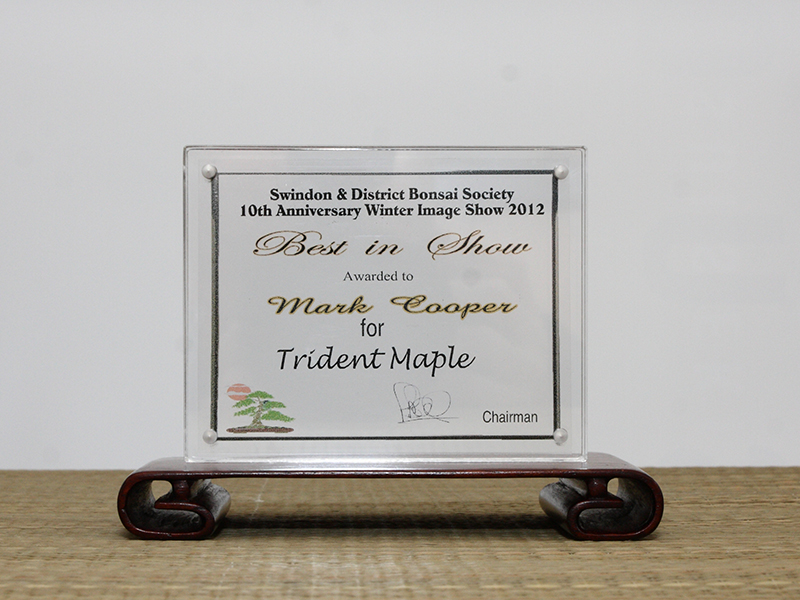 Swindon & District Bonsai Society
10th Anniversary Winter Image Show 2012
Best in Show
Awarded to
Mark Cooper
for
Trident Maple
Chairman